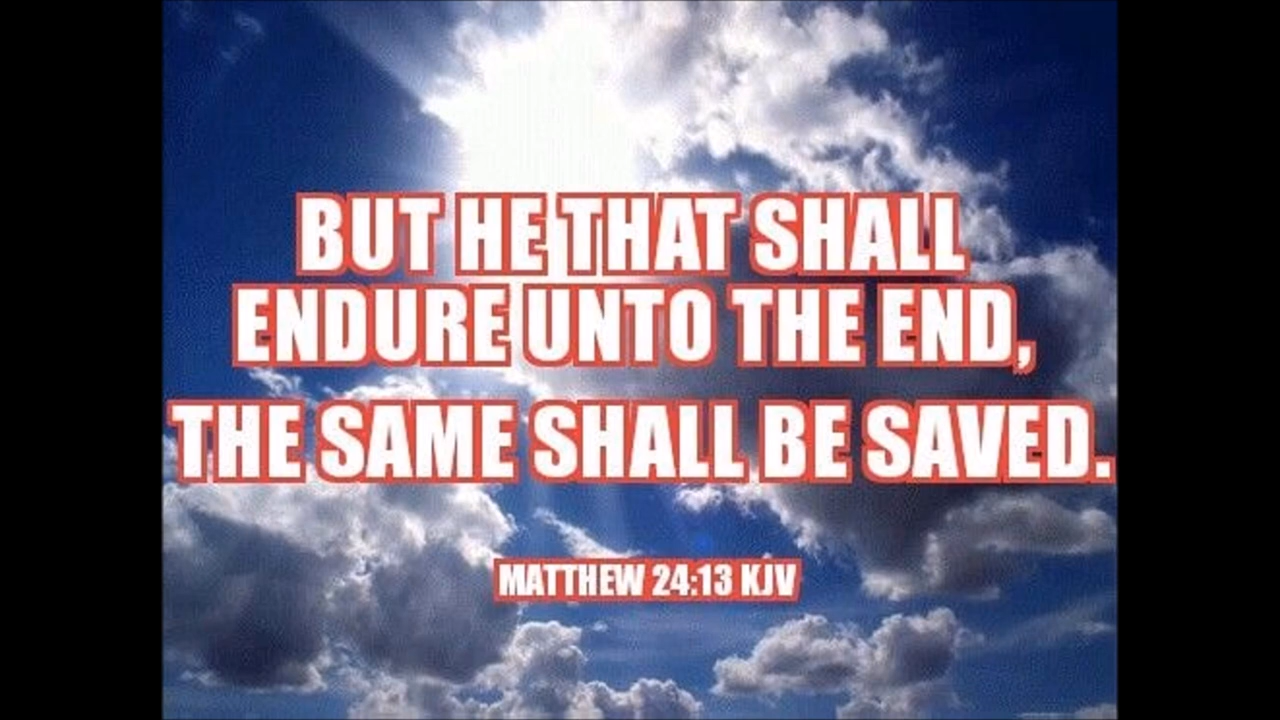 BUT HE THAT SHALL
ENDURE UNTO THE END,
THE SAME SHALL BE SAVED.
MATTHEW 24:13 KJV